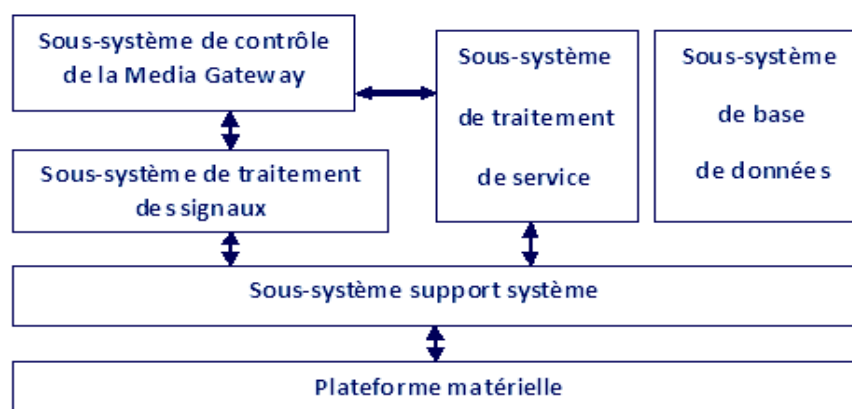 Sous-système de contrôle
de la Media Gateway
Sous-système
de traitement
de service
Sous-système
de base
de données
Sous-système de traitement
des signaux
Sous-système support système
Plateforme matérielle